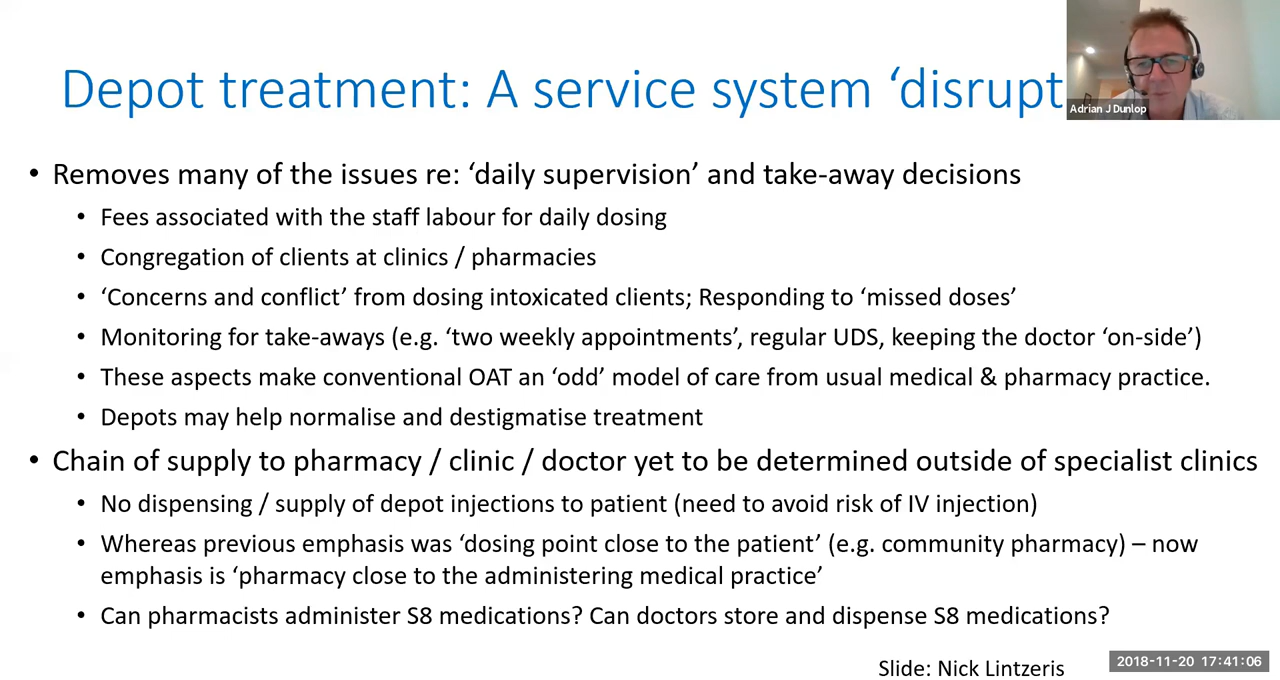 Depot treatment: A service system ‘disrupt
Adrian J Dunlop
• Removes many of the issues re: ‘daily supervision’ and take-away decisions
• Fees associated with the staff labour for daily dosing
• Congregation of clients at clinics / pharmacies
• ‘Concerns and conflict’ from dosing intoxicated clients; Responding to ‘missed doses’
• Monitoring for take-aways (e.g. ‘two weekly appointments’, regular UDS, keeping the doctor ‘on-side’)
• These aspects make conventional OAT an ‘odd’ model of care from usual medical & pharmacy practice.
• Depots may help normalise and destigmatise treatment
• Chain of supply to pharmacy / clinic / doctor yet to be determined outside of specialist clinics
• No dispensing / supply of depot injections to patient (need to avoid risk of IV injection)
• Whereas previous emphasis was ‘dosing point close to the patient’ (e.g. community pharmacy) – now
emphasis is ‘pharmacy close to the administering medical practice’
• Can pharmacists administer S8 medications? Can doctors store and dispense S8 medications?
Slide: Nick Lintzeris
2018-11-20 17:41:06